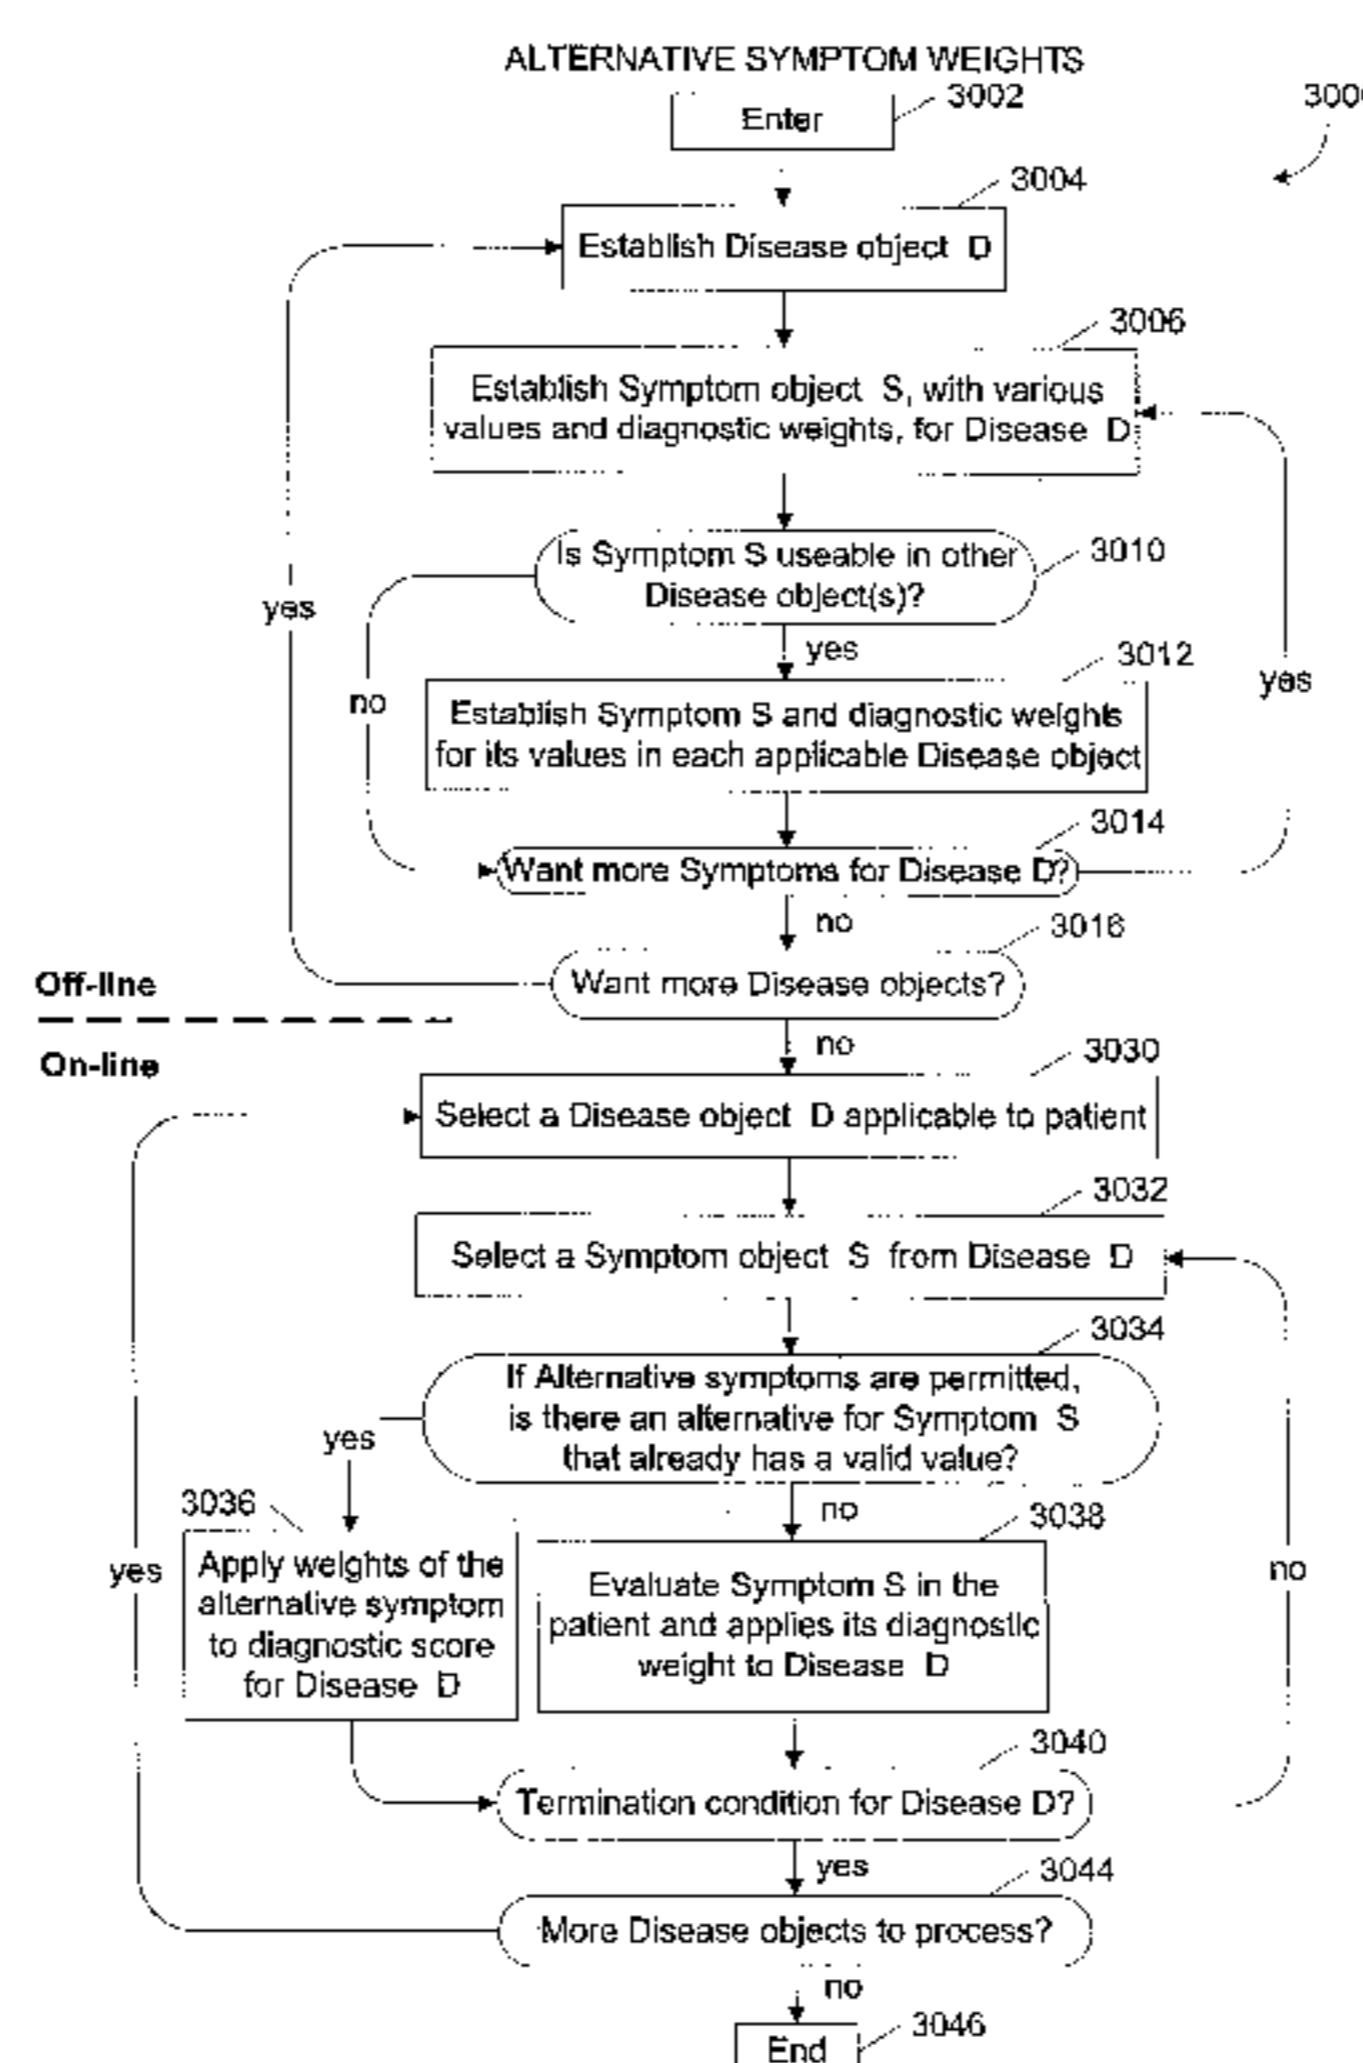 ALTERNATIVE SYMPTOM WEIGHTS
Enter
3002
3004
Establish Disease object D
3006
Establish Symptom object S, with various
values and diagnostic weights, for Disease D
Is Symptom S useable in other
Disease object(s)?
3010
yes
no
yes
3012
Establish Symptom S and diagnostic weights
for its values in each applicable Disease object
yes
3014
Want more Symptoms for Disease D?
no
3016
Want more Disease objects?
Off-line
On-line
no
3030
Select a Disease object D applicable to patient
3032
Select a Symptom object S from Disease D
3034
If Alternative symptoms are permitted,
is there an alternative for Symptom S
that already has a valid value?
yes
no
3036
Apply weights of the
alternative symptom
to diagnostic score
for Disease D
3038
Evaluate Symptom S in the
patient and applies its diagnostic
weight to Disease D
yes
no
3040
Termination condition for Disease D?
yes
3044
More Disease objects to process?
no
3046
End